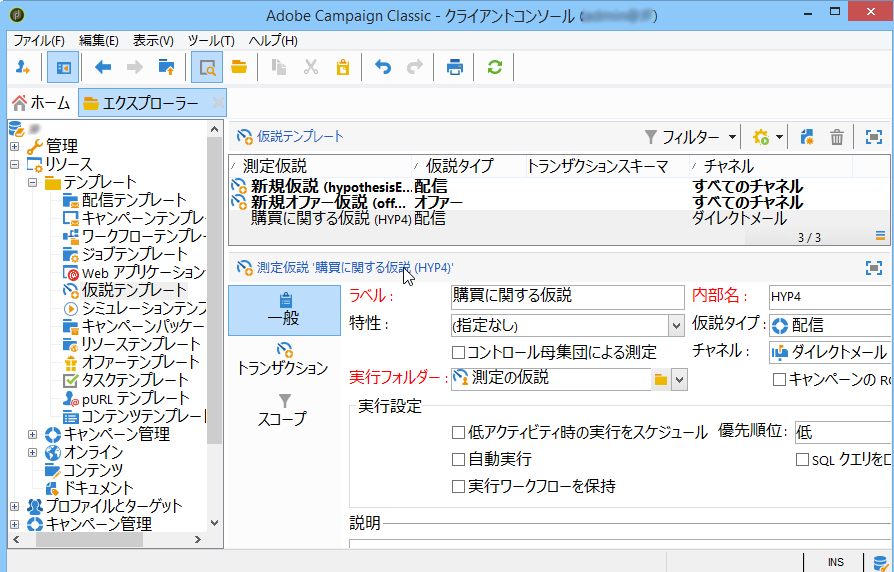 Adobe Campaign Classic - クライアントコンソール
ファイル(F) 編集(E) 表示(V) ツール(T) ヘルプ(H)
ホーム エクスプローラー
管理
リソース
テンプレート
配信テンプレート
キャンペーンテンプレー
ワークフローテンプレー
ジョブテンプレート
Web アプリケーション
仮説テンプレート
シミュレーションテンプ
キャンペーンパッケー
リソーステンプレート
オファーテンプレート
タスクテンプレート
pURL テンプレート
コンテンツテンプレート
キャンペーン管理
オンライン
コンテンツ
ドキュメント
プロファイルとターゲット
キャンペーン管理
仮説テンプレート フィルター
測定仮説 仮説タイプ トランザクションスキーマ チャネル
新規仮説 (hypothesisE... 配信 すべてのチャネル
新規オファー仮説 (off... オファー すべてのチャネル
購買に関する仮説 (HYP4) 配信 ダイレクトメール
3 / 3
測定仮説 '購買に関する仮説 (HYP4)'
一般
トランザクション
スコープ
ラベル : 購買に関する仮説 内部名 : HYP4
特性 : (指定なし) 仮説タイプ : 配信
コントロール母集団による測定 チャネル : ダイレクトメール
実行フォルダー : 測定の仮説 キャンペーンの RO
実行設定
低アクティビティ時の実行をスケジュール 優先順位: 低
自動実行 SQL クエリをロ
実行ワークフローを保持
説明
INS